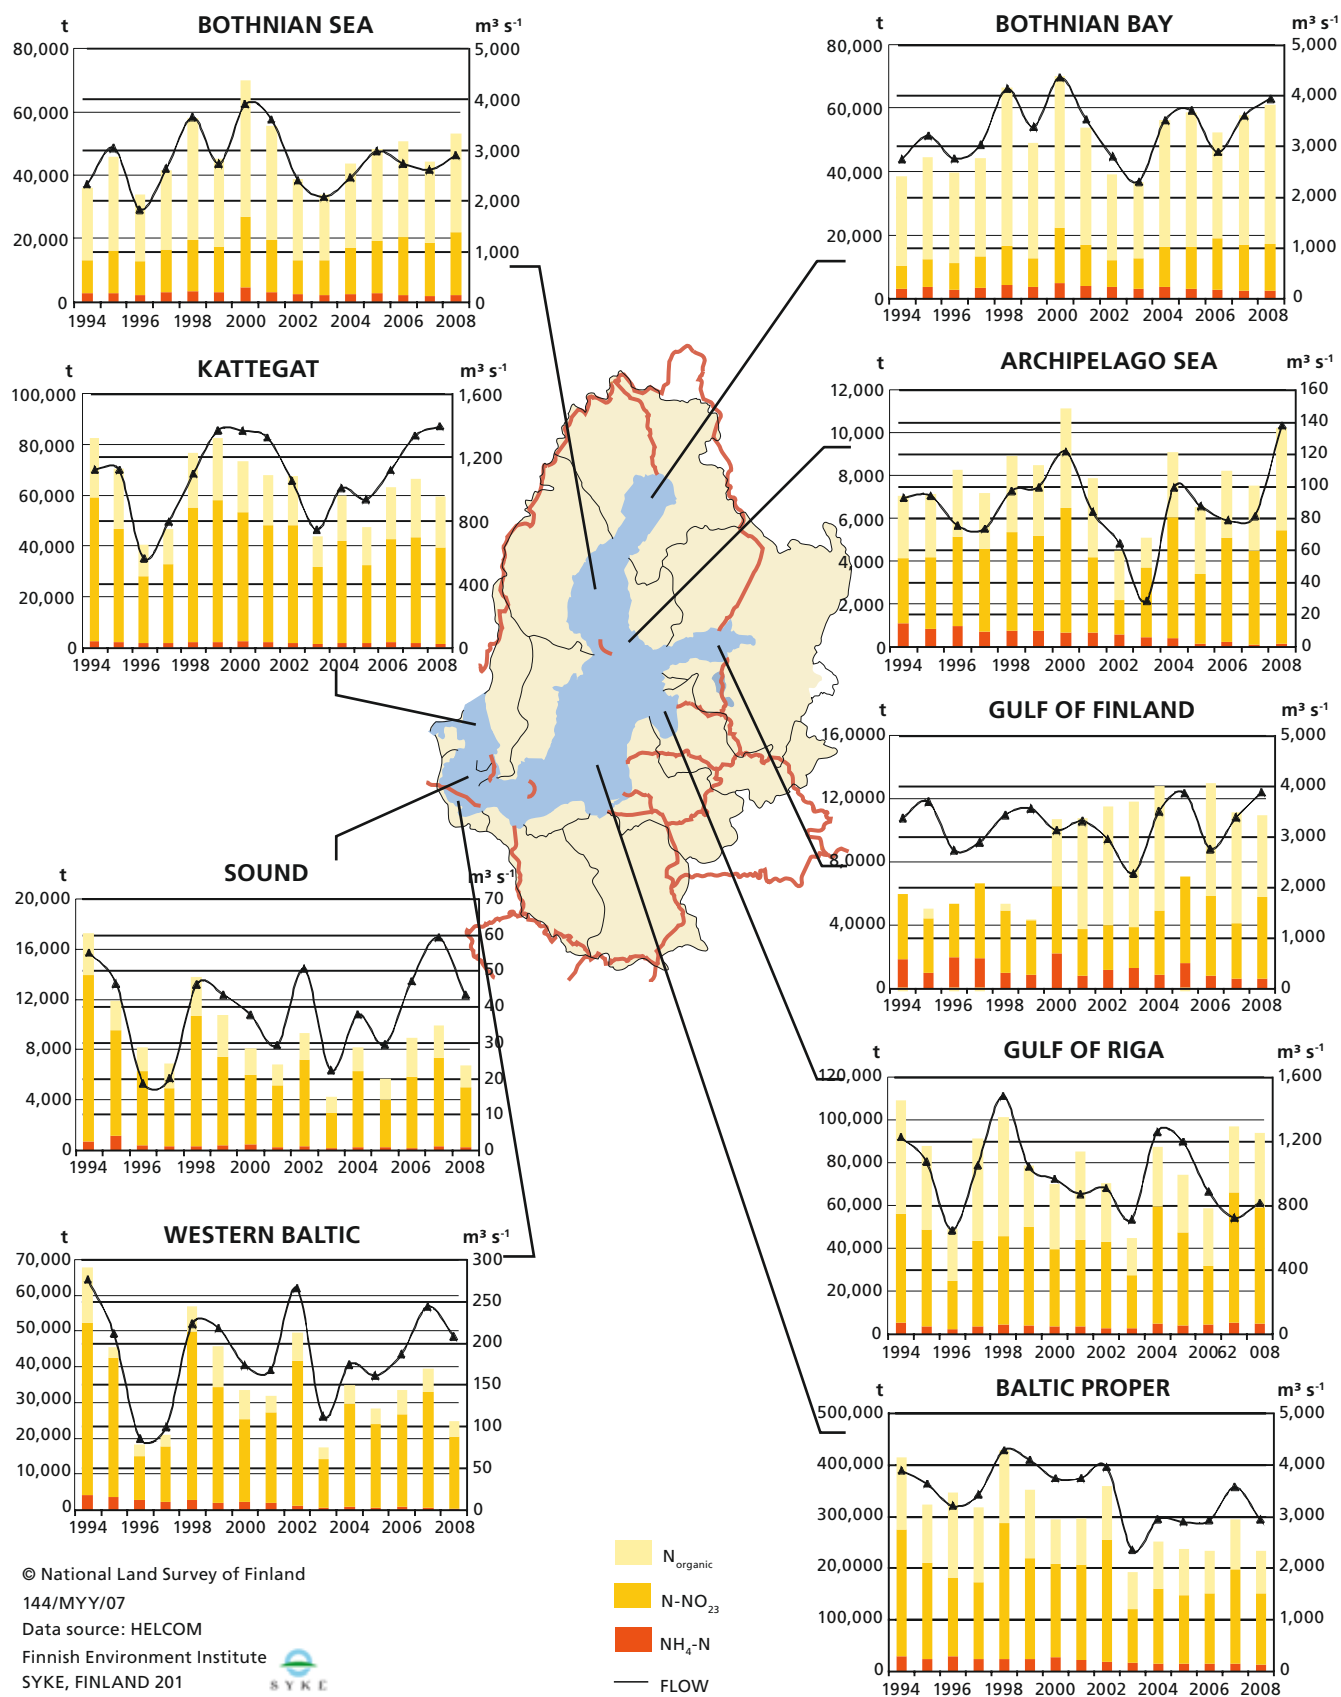 BOTHNIAN SEA
t
m³ s⁻¹
80,000
60,000
40,000
20,000
0
5,000
4,000
3,000
2,000
1,000
0
1994 1996 1998 2000 2002 2004 2006 2008
BOTHNIAN BAY
t
m³ s⁻¹
80,000
60,000
40,000
20,000
0
5,000
4,000
3,000
2,000
1,000
0
1994 1996 1998 2000 2002 2004 2006 2008
KATTEGAT
t
m³ s⁻¹
100,000
80,000
60,000
40,000
20,000
0
1,600
1,200
800
400
0
1994 1996 1998 2000 2002 2004 2006 2008
ARCHIPELAGO SEA
t
m³ s⁻¹
12,000
10,000
8,000
6,000
4,000
2,000
0
160
140
120
100
80
60
40
20
0
1994 1996 1998 2000 2002 2004 2006 2008
GULF OF FINLAND
t
m³ s⁻¹
16,0000
12,0000
8,0000
4,0000
0
5,000
4,000
3,000
2,000
1,000
0
1994 1996 1998 2000 2002 2004 2006 2008
SOUND
t
m³ s⁻¹
20,000
16,000
12,000
8,000
4,000
0
70
60
50
40
30
20
10
0
1994 1996 1998 2000 2002 2004 2006 2008
GULF OF RIGA
t
m³ s⁻¹
120,000
100,000
80,000
60,000
40,000
20,000
0
1,600
1,200
800
400
0
1994 1996 1998 2000 2002 2004 20062 008
WESTERN BALTIC
t
m³ s⁻¹
70,000
60,000
50,000
40,000
30,000
20,000
10,000
0
300
250
200
150
100
50
0
1994 1996 1998 2000 2002 2004 2006 2008
BALTIC PROPER
t
m³ s⁻¹
500,000
400,000
300,000
20,0000
100,000
0
5,000
4,000
3,000
2,000
1,000
0
1994 1996 1998 2000 2002 2004 2006 2008
N organic
N-NO₂₃
NH₄-N
FLOW
© National Land Survey of Finland
144/MYY/07
Data source: HELCOM
Finnish Environment Institute
SYKE, FINLAND 201
SYKE